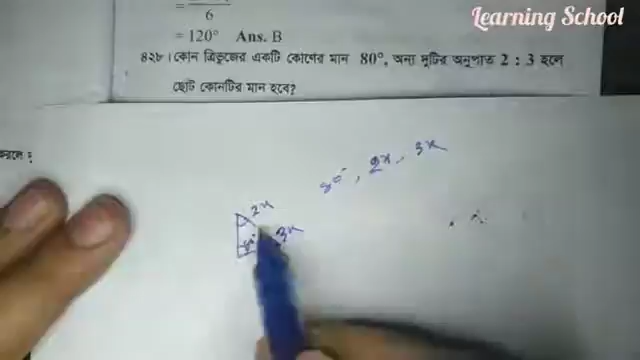 Learning School
6
= 120° Ans. B
৪২৮। কোন ত্রিভুজের একটি কোণের মান 80°, অন্য দুটির অনুপাত 2 : 3 হলে
ছোট কোনটির মান হবে?
80°, 2x, 3x
2x
80° 3x